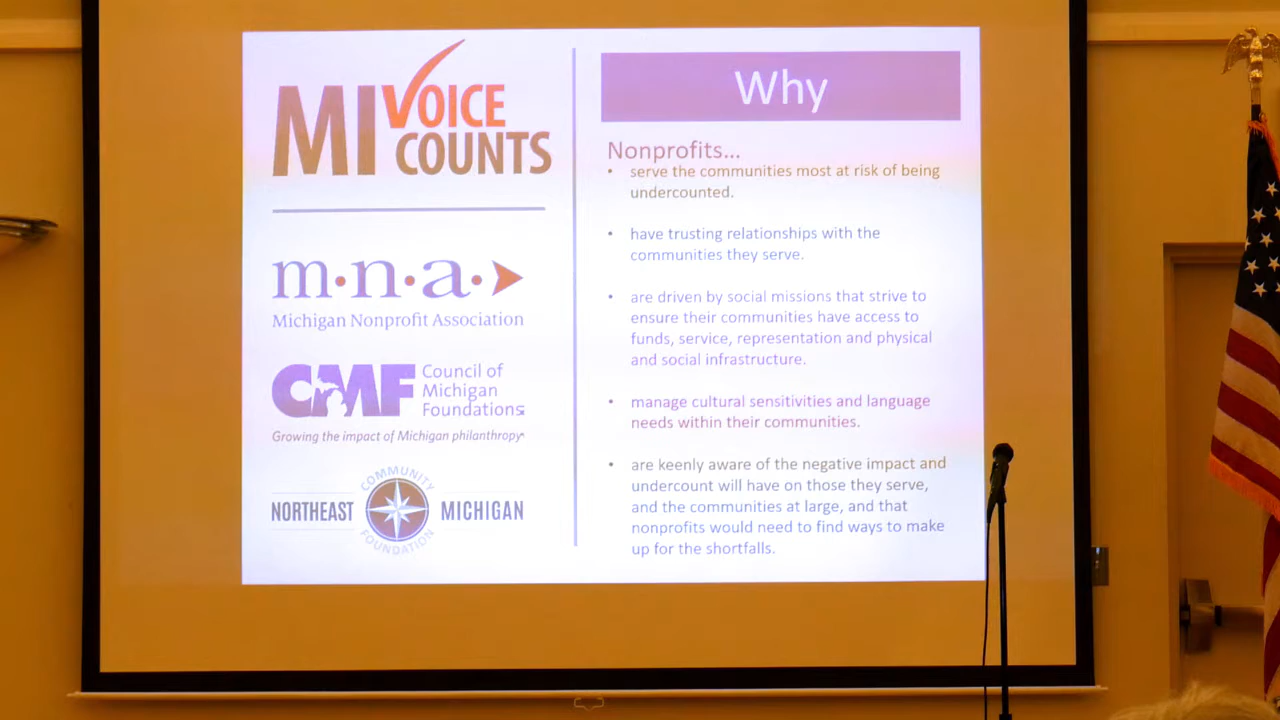 MI VOICE
COUNTS
m·n·a·
Michigan Nonprofit Association
CMF
Council of
Michigan
Foundations
Growing the impact of Michigan philanthropy
COMMUNITY
NORTHEAST MICHIGAN
FOUNDATION
Why
Nonprofits...
• serve the communities most at risk of being
undercounted.
• have trusting relationships with the
communities they serve.
• are driven by social missions that strive to
ensure their communities have access to
funds, service, representation and physical
and social infrastructure.
• manage cultural sensitivities and language
needs within their communities.
• are keenly aware of the negative impact and
undercount will have on those they serve,
and the communities at large, and that
nonprofits would need to find ways to make
up for the shortfalls.